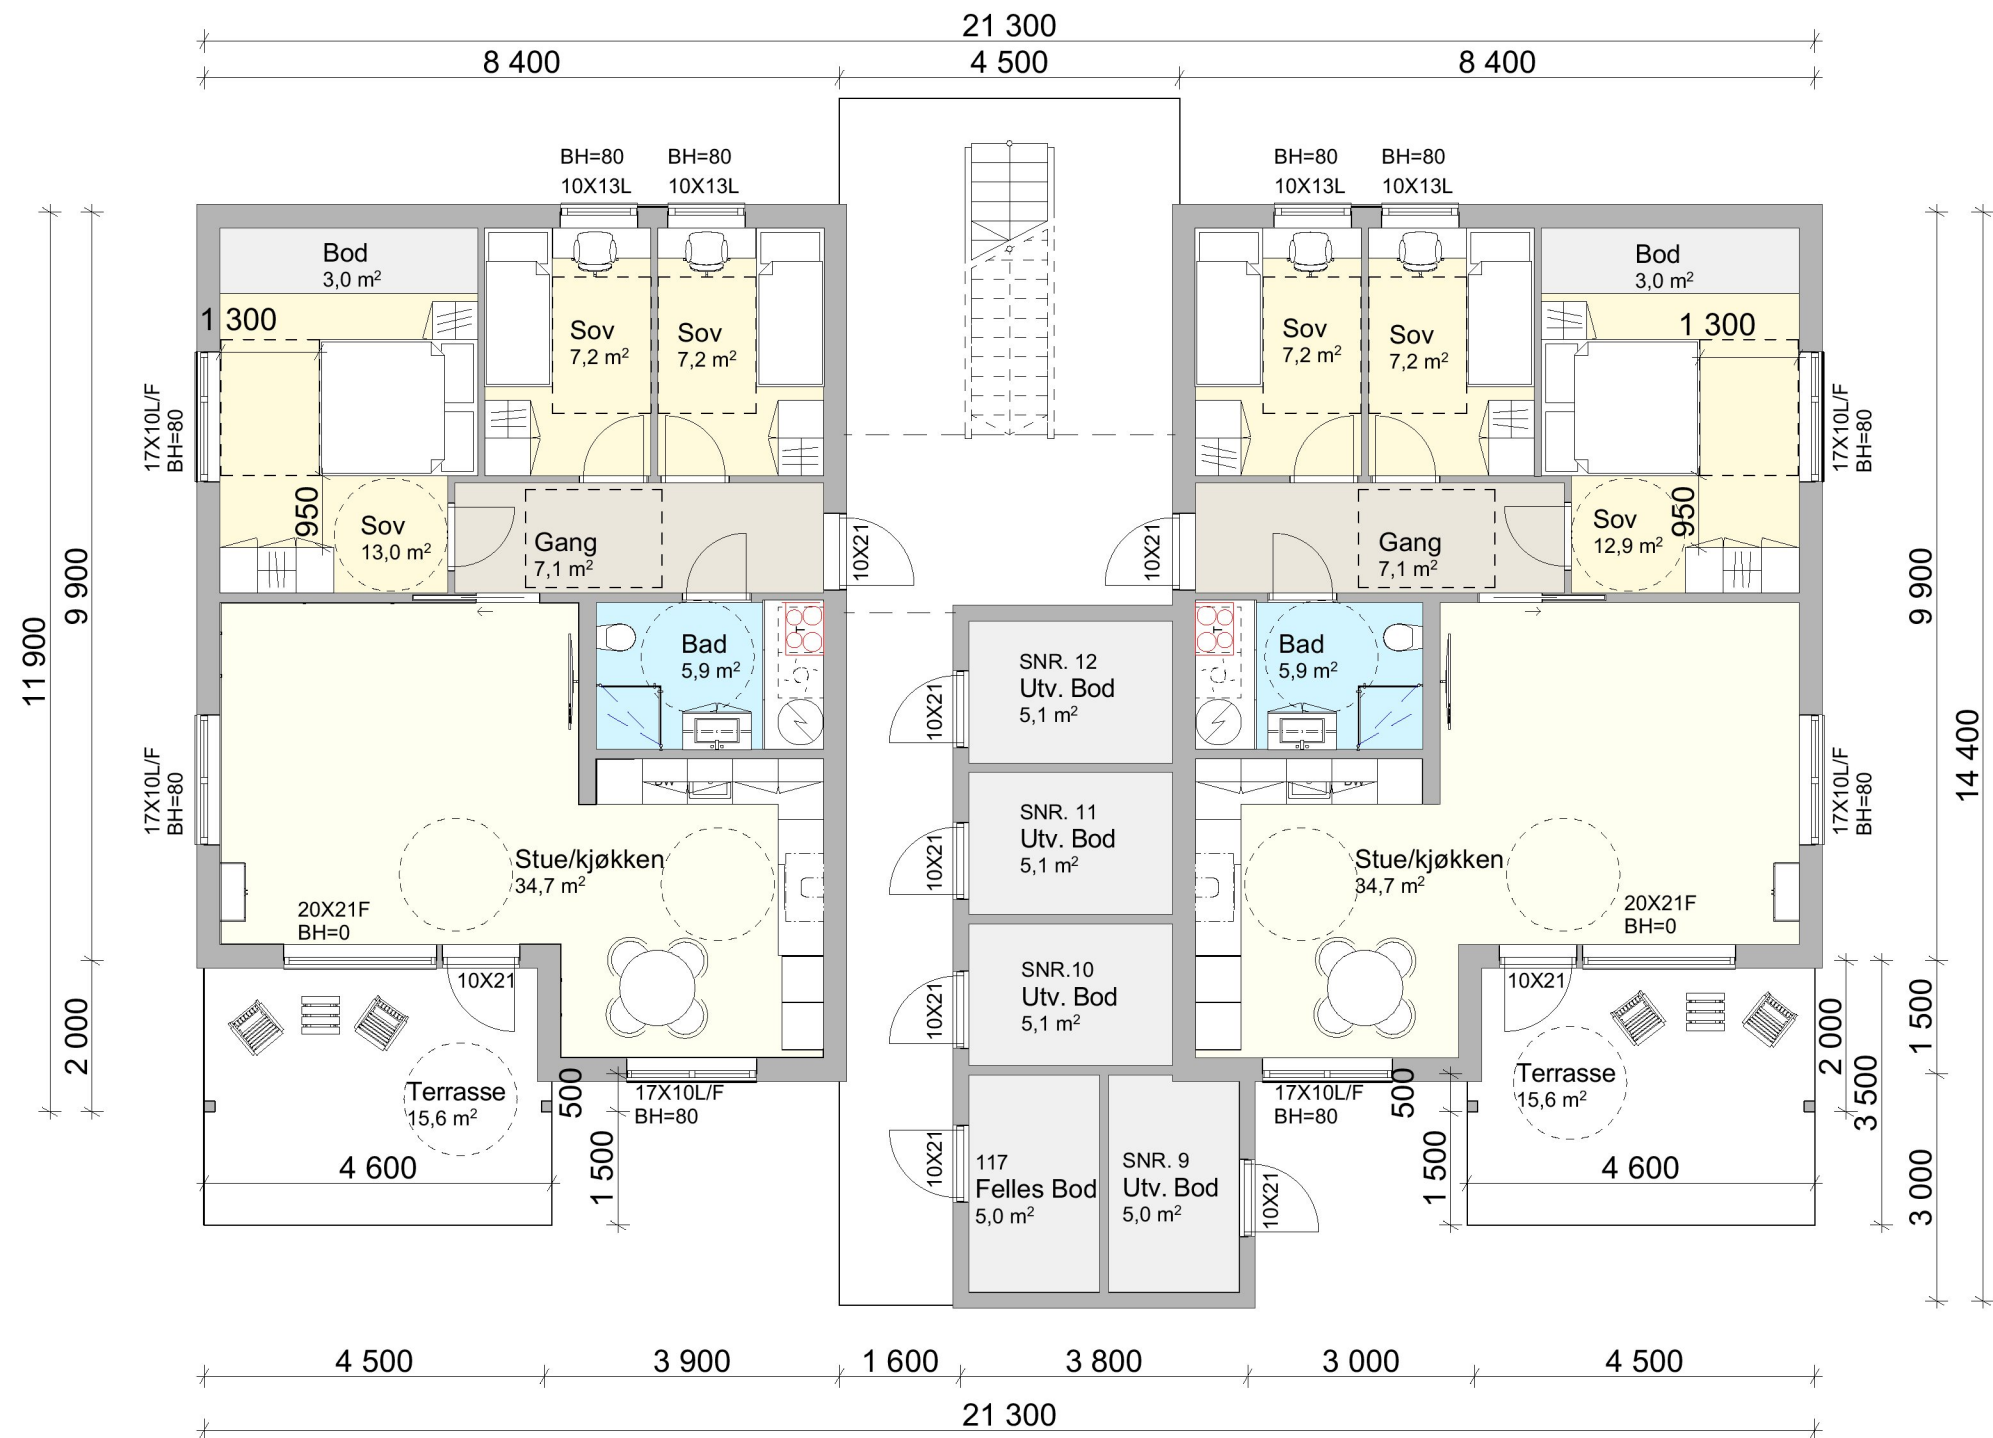 21 300
8 400
4 500
8 400
BH=80
10X13L
BH=80
10X13L
BH=80
10X13L
BH=80
10X13L
Bod
3,0 m²
1 300
Sov
7,2 m²
Sov
7,2 m²
Sov
7,2 m²
Sov
7,2 m²
Bod
3,0 m²
1 300
17X10L/F
BH=80
950
Sov
13,0 m²
Gang
7,1 m²
10X21
10X21
Gang
7,1 m²
Sov
12,9 m²
950
17X10L/F
BH=80
11 900
9 900
2 000
9 900
14 400
Bad
5,9 m²
T
SNR. 12
Utv. Bod
5,1 m²
10X21
T
Bad
5,9 m²
17X10L/F
BH=80
SNR. 11
Utv. Bod
5,1 m²
10X21
17X10L/F
BH=80
Stue/kjøkken
34,7 m²
20X21F
BH=0
10X21
Stue/kjøkken
34,7 m²
20X21F
BH=0
10X21
SNR.10
Utv. Bod
5,1 m²
10X21
Terrasse
15,6 m²
4 600
500
1 500
17X10L/F
BH=80
17X10L/F
BH=80
500
1 500
Terrasse
15,6 m²
4 600
2 000
3 500
1 500
3 000
10X21
117
Felles Bod
5,0 m²
SNR. 9
Utv. Bod
5,0 m²
10X21
4 500
3 900
1 600
3 800
3 000
4 500
21 300